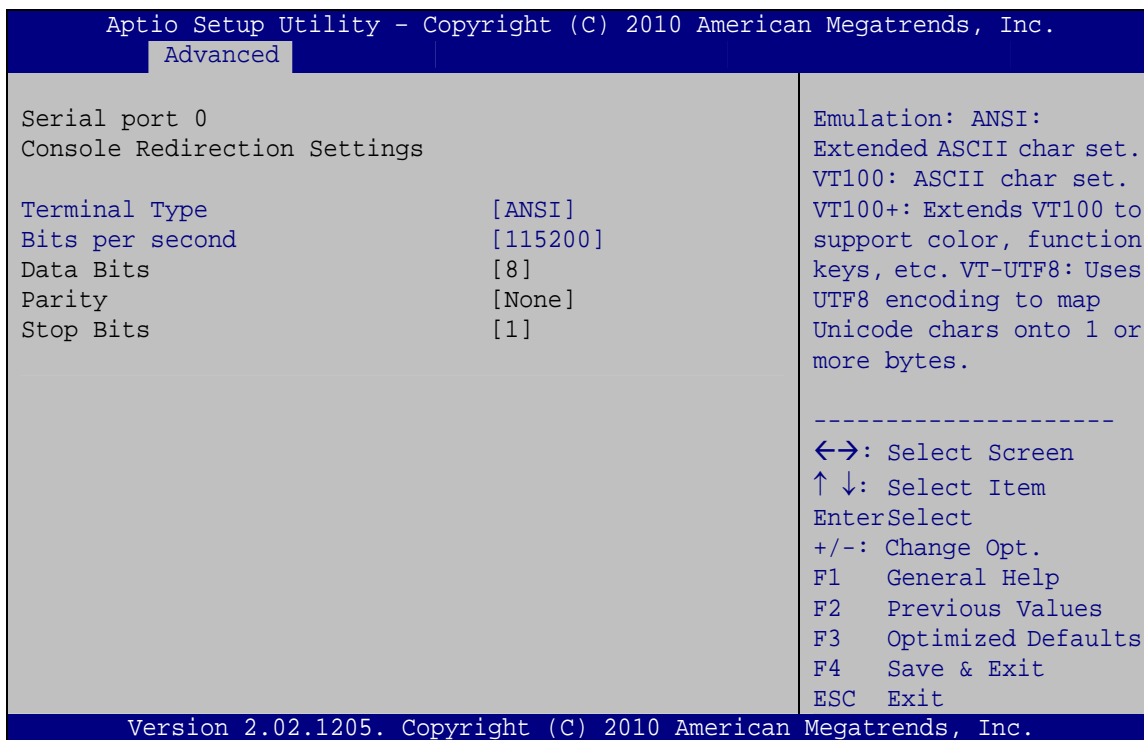 Aptio Setup Utility – Copyright (C) 2010 American Megatrends, Inc.
Advanced
Serial port 0
Console Redirection Settings
Terminal Type [ANSI]
Bits per second [115200]
Data Bits [8]
Parity [None]
Stop Bits [1]
Emulation: ANSI:
Extended ASCII char set.
VT100: ASCII char set.
VT100+: Extends VT100 to
support color, function
keys, etc. VT-UTF8: Uses
UTF8 encoding to map
Unicode chars onto 1 or
more bytes.
---------------------
←→: Select Screen
↑ ↓: Select Item
EnterSelect
+/-: Change Opt.
F1 General Help
F2 Previous Values
F3 Optimized Defaults
F4 Save & Exit
ESC Exit
Version 2.02.1205. Copyright (C) 2010 American Megatrends, Inc.